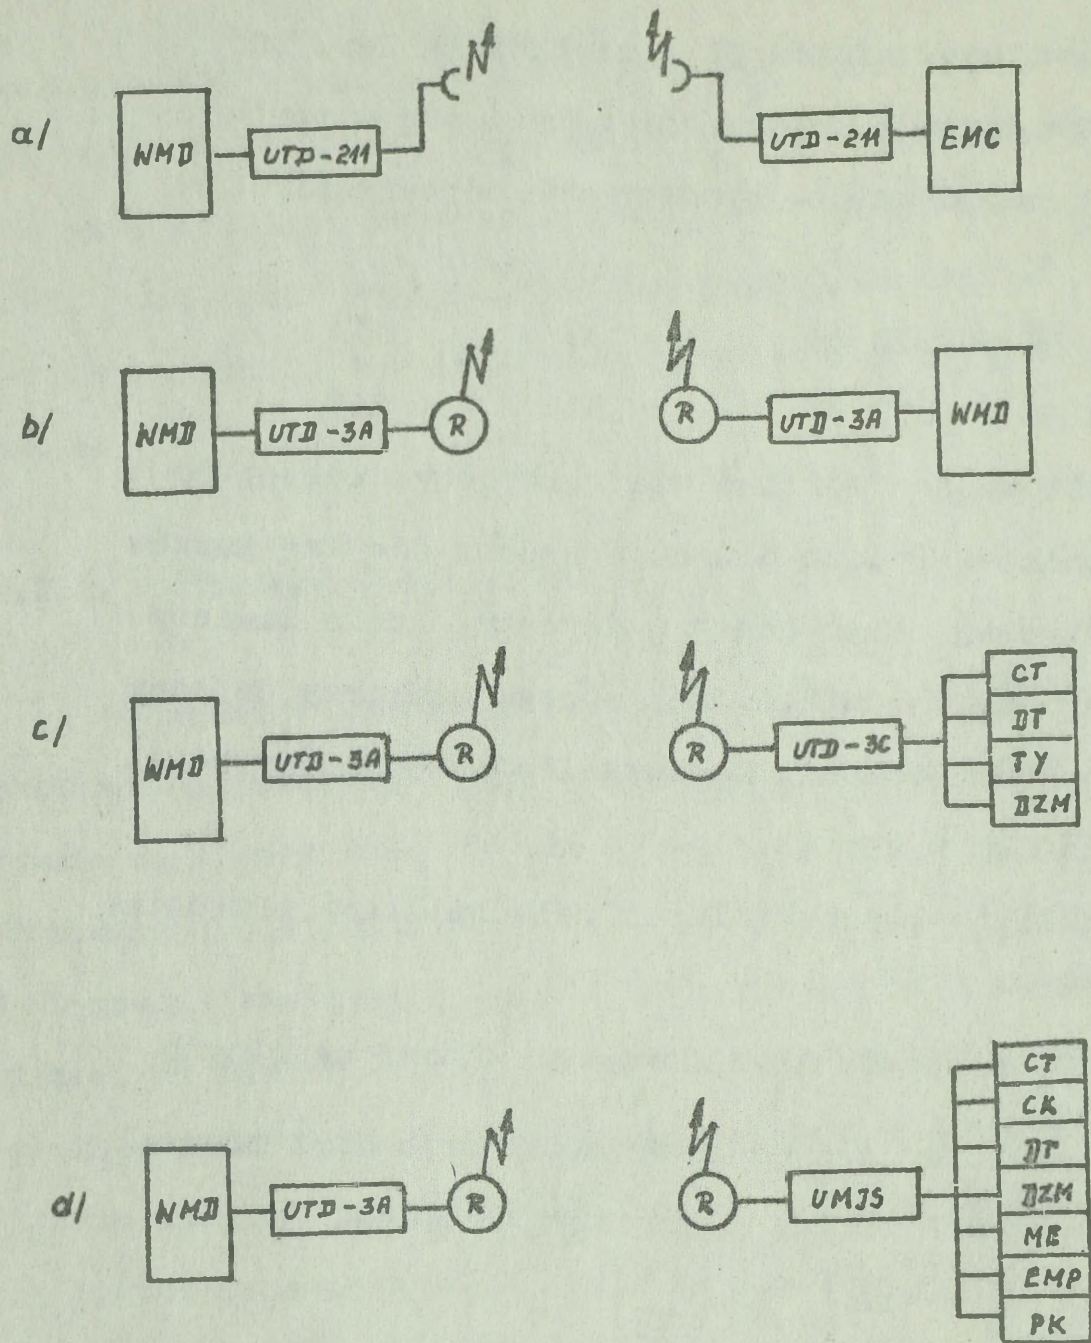 a/ WMD UTD-211 UTD-211 EMC
b/ WMD UTD-3A R R UTD-3A WMD
c/ WMD UTD-3A R R UTD-3C
CT
DT
TY
DZM
d/ WMD UTD-3A R R UMJS
CT
CK
DT
DZM
ME
EMP
PK